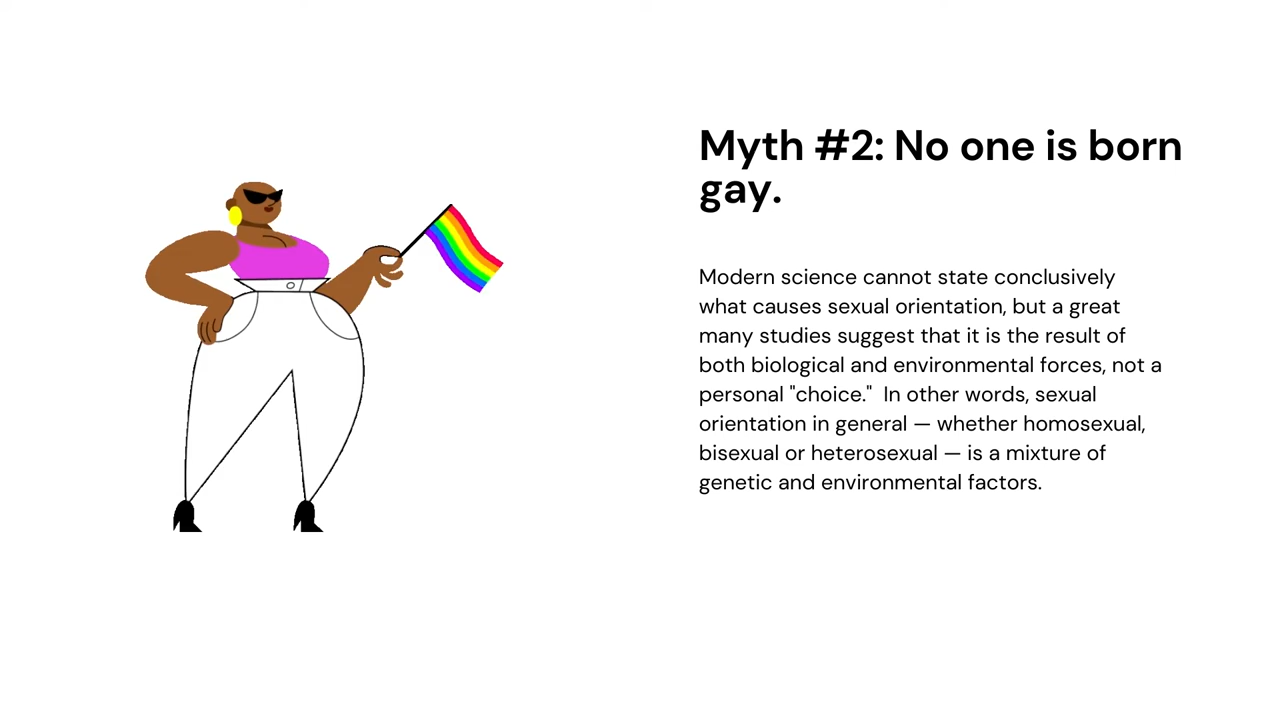 Myth #2: No one is born
gay.
Modern science cannot state conclusively
what causes sexual orientation, but a great
many studies suggest that it is the result of
both biological and environmental forces, not a
personal "choice."  In other words, sexual
orientation in general — whether homosexual,
bisexual or heterosexual — is a mixture of
genetic and environmental factors.